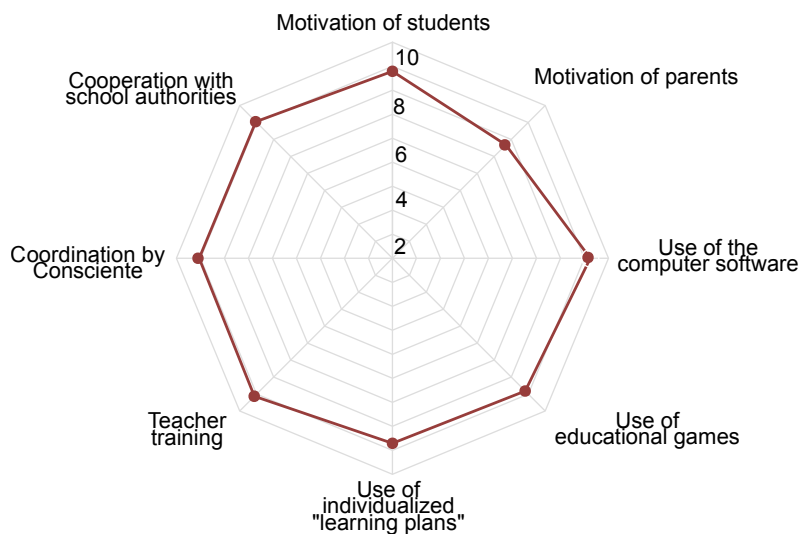 Motivation of students
10
Motivation of parents
Cooperation with
school authorities
8
6
4
2
Use of the
computer software
Coordination by
Consciente
Teacher
training
Use of
educational games
Use of
individualized
"learning plans"